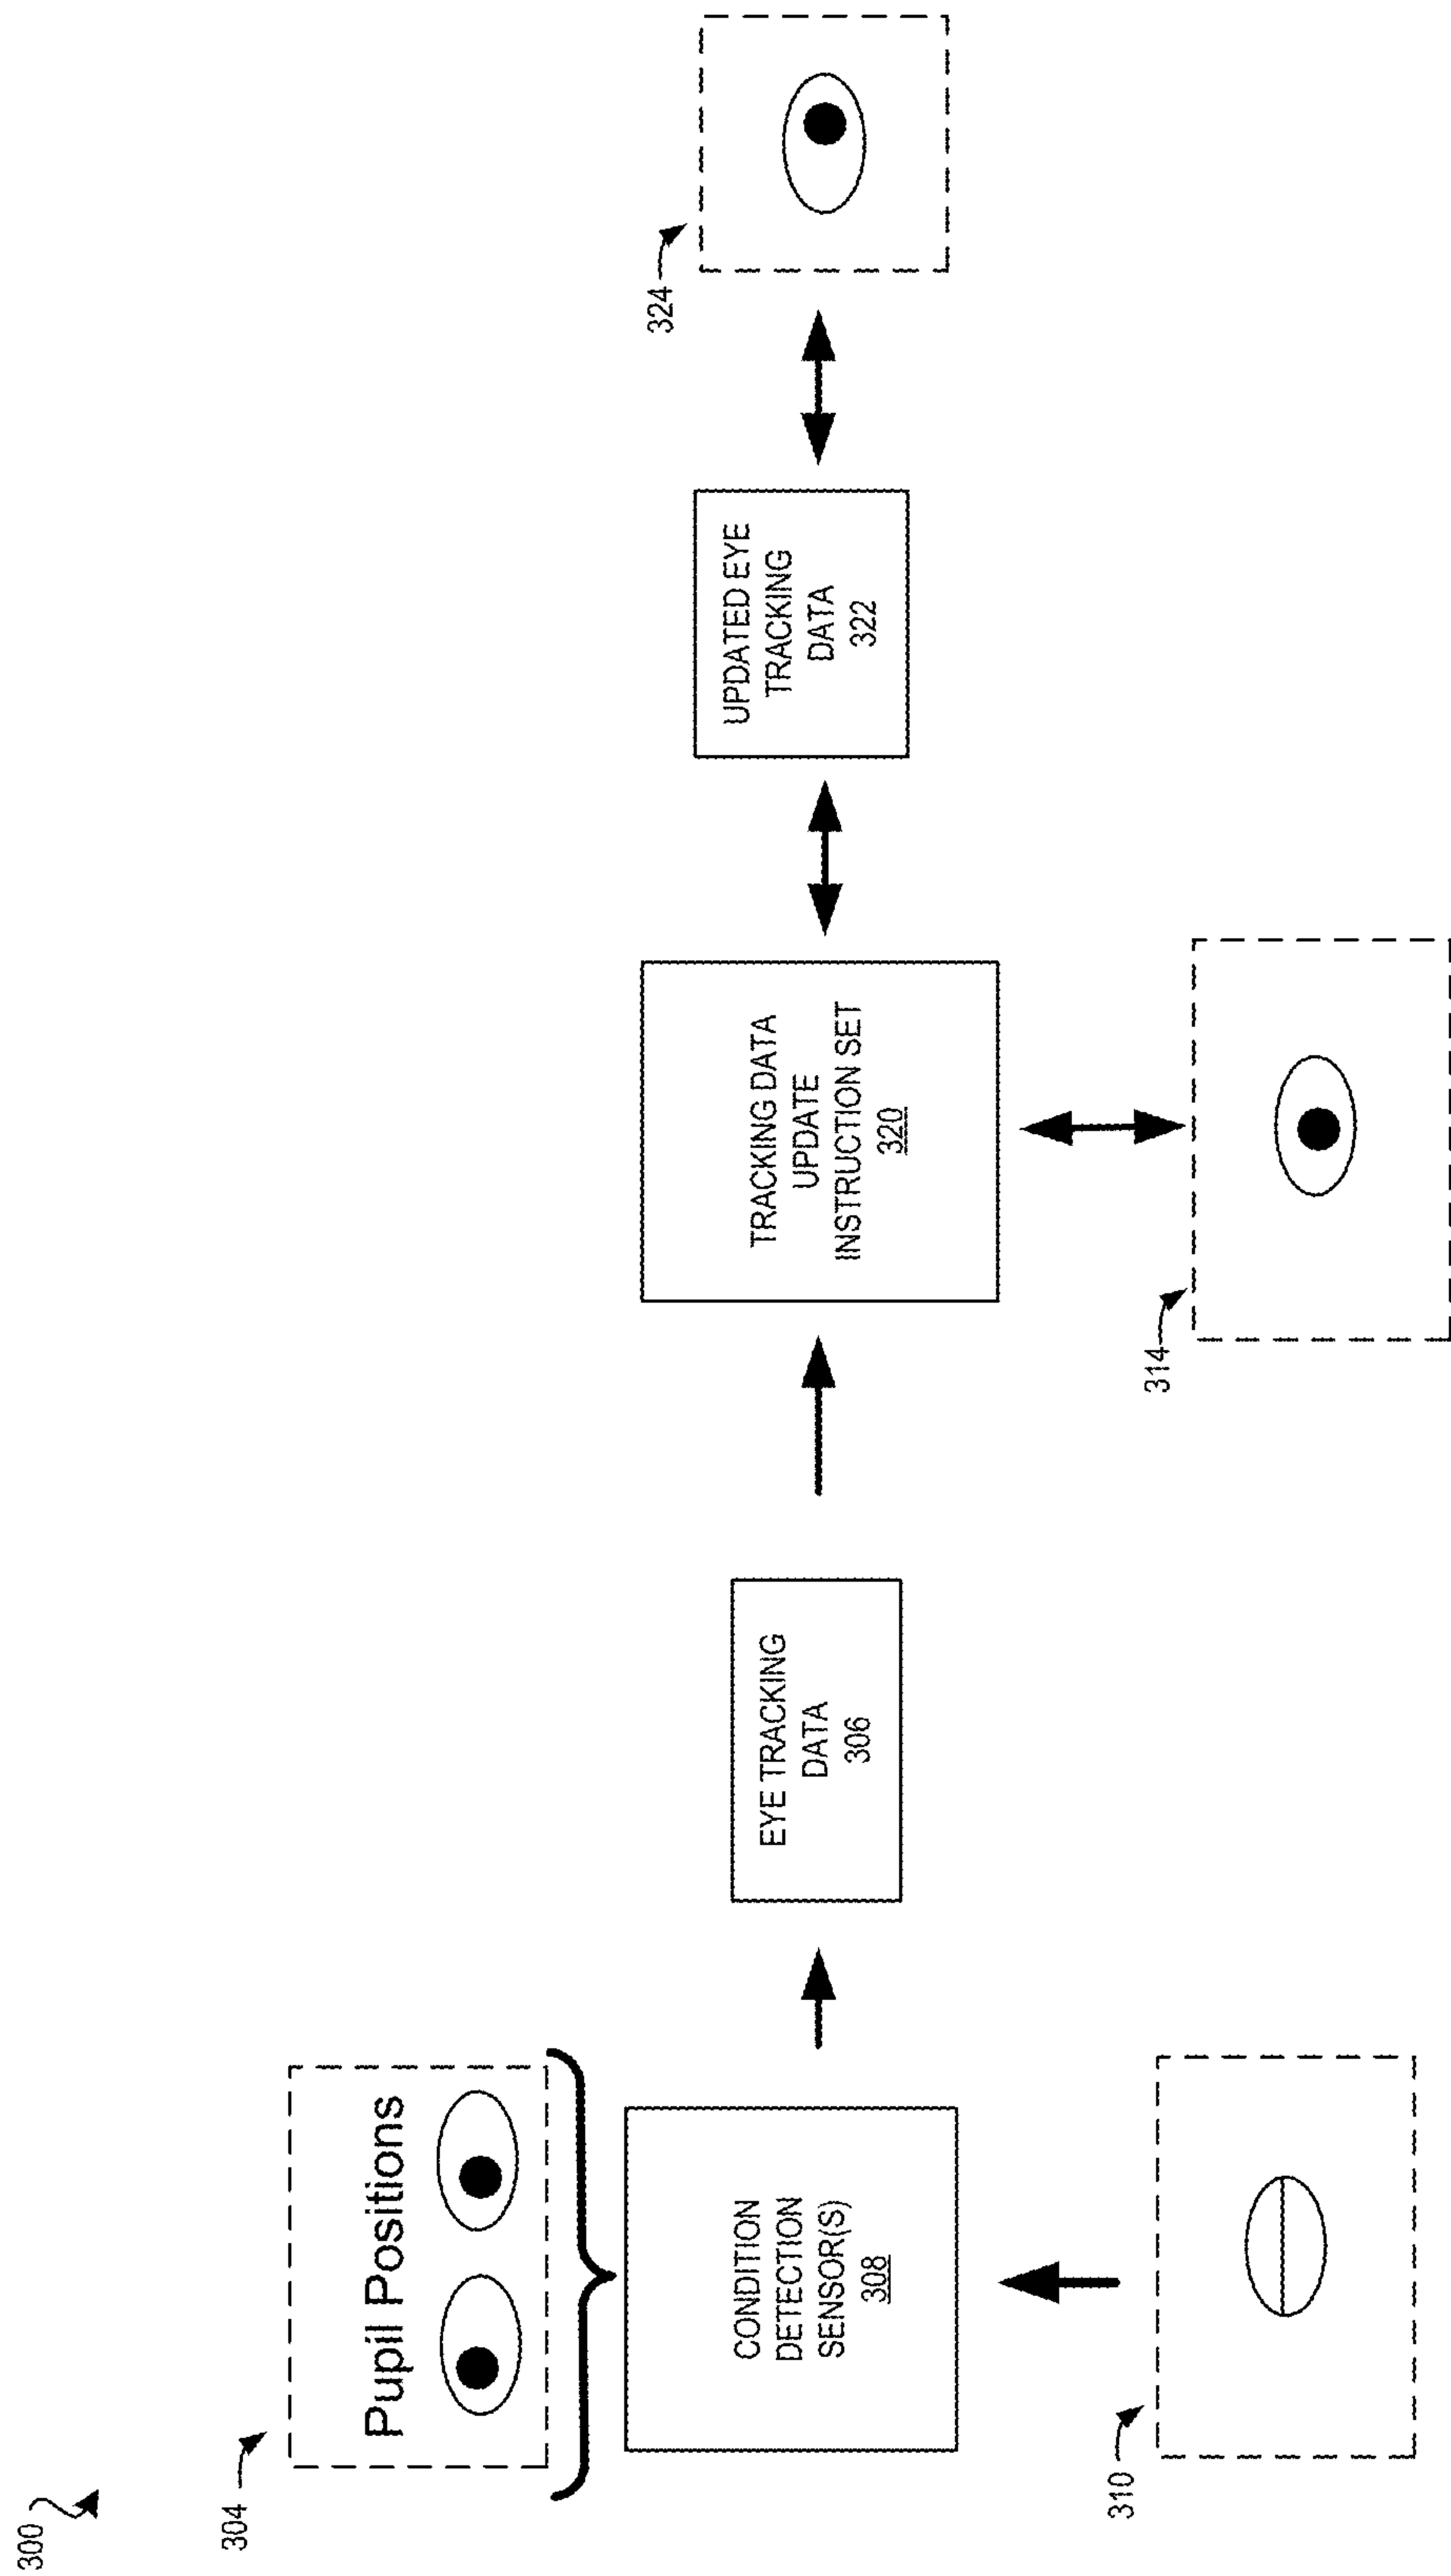 300
304
Pupil Positions
CONDITION
DETECTION
SENSOR(S)
308
310
EYE TRACKING
DATA
306
TRACKING DATA
UPDATE
INSTRUCTION SET
320
314
UPDATED EYE
TRACKING
DATA
322
324